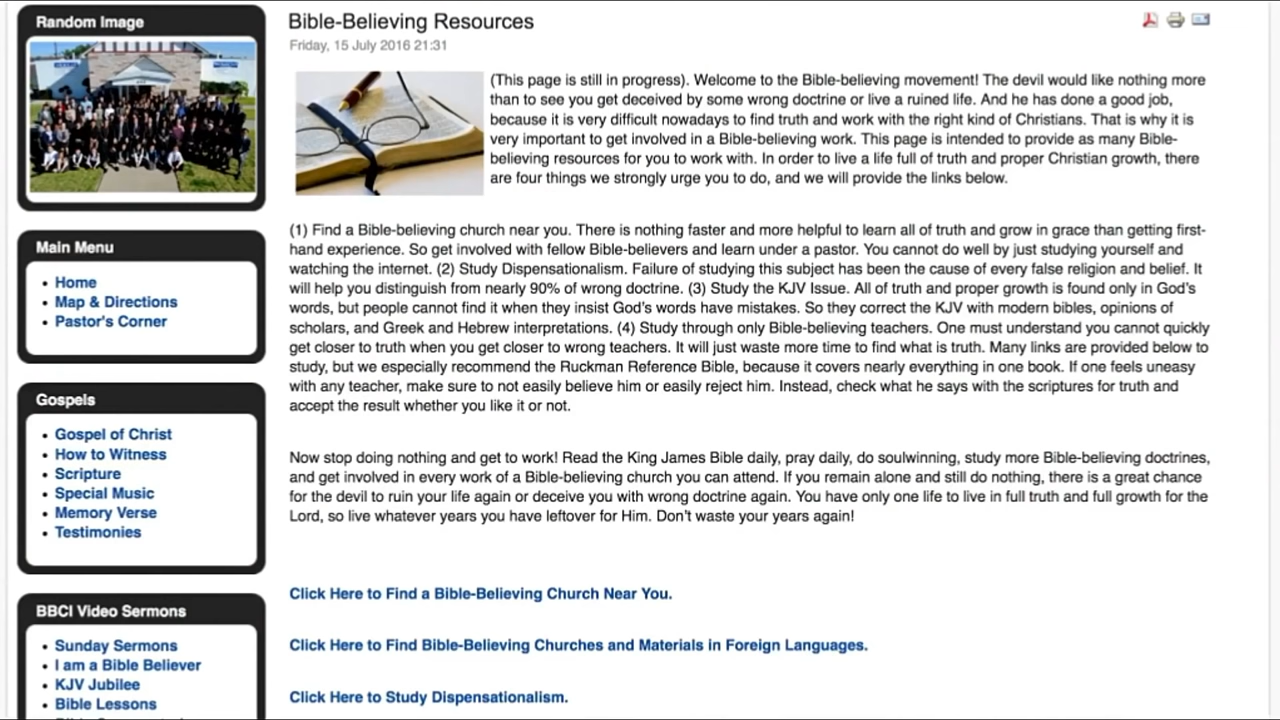 Random Image
Main Menu
Home
Map & Directions
Pastor's Corner
Gospels
Gospel of Christ
How to Witness
Scripture
Special Music
Memory Verse
Testimonies
BBCI Video Sermons
Sunday Sermons
I am a Bible Believer
KJV Jubilee
Bible Lessons
Bible-Believing Resources
Friday, 15 July 2016 21:31
(This page is still in progress). Welcome to the Bible-believing movement! The devil would like nothing more
than to see you get deceived by some wrong doctrine or live a ruined life. And he has done a good job,
because it is very difficult nowadays to find truth and work with the right kind of Christians. That is why it is
very important to get involved in a Bible-believing work. This page is intended to provide as many Bible-
believing resources for you to work with. In order to live a life full of truth and proper Christian growth, there
are four things we strongly urge you to do, and we will provide the links below.
(1) Find a Bible-believing church near you. There is nothing faster and more helpful to learn all of truth and grow in grace than getting first-
hand experience. So get involved with fellow Bible-believers and learn under a pastor. You cannot do well by just studying yourself and
watching the internet. (2) Study Dispensationalism. Failure of studying this subject has been the cause of every false religion and belief. It
will help you distinguish from nearly 90% of wrong doctrine. (3) Study the KJV Issue. All of truth and proper growth is found only in God's
words, but people cannot find it when they insist God's words have mistakes. So they correct the KJV with modern bibles, opinions of
scholars, and Greek and Hebrew interpretations. (4) Study through only Bible-believing teachers. One must understand you cannot quickly
get closer to truth when you get closer to wrong teachers. It will just waste more time to find what is truth. Many links are provided below to
study, but we especially recommend the Ruckman Reference Bible, because it covers nearly everything in one book. If one feels uneasy
with any teacher, make sure to not easily believe him or easily reject him. Instead, check what he says with the scriptures for truth and
accept the result whether you like it or not.
Now stop doing nothing and get to work! Read the King James Bible daily, pray daily, do soulwinning, study more Bible-believing doctrines,
and get involved in every work of a Bible-believing church you can attend. If you remain alone and still do nothing, there is a great chance
for the devil to ruin your life again or deceive you with wrong doctrine again. You have only one life to live in full truth and full growth for the
Lord, so live whatever years you have leftover for Him. Don't waste your years again!
Click Here to Find a Bible-Believing Church Near You.
Click Here to Find Bible-Believing Churches and Materials in Foreign Languages.
Click Here to Study Dispensationalism.